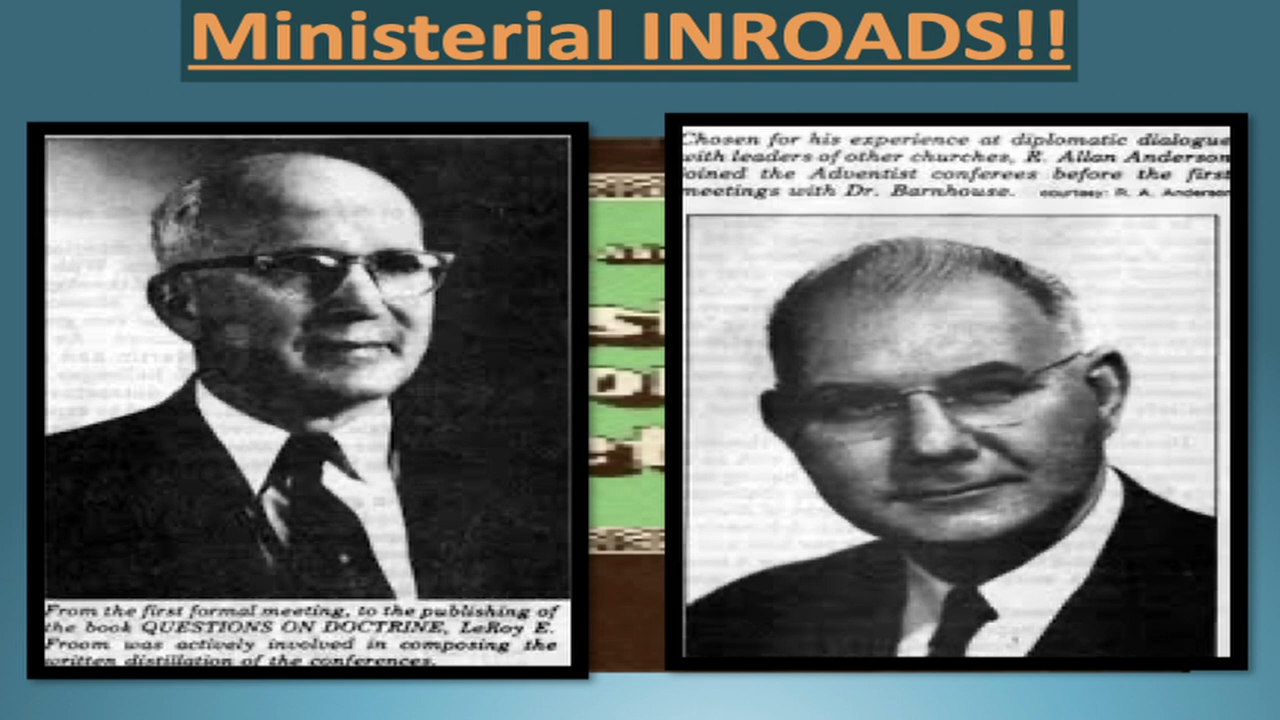 Ministerial INROADS!!
From the first formal meeting, to the publishing of
the book QUESTIONS ON DOCTRINE, LeRoy E.
Froom was actively involved in composing the
written distillation of the conferences.
Chosen for his experience at diplomatic dialogue
with leaders of other churches, R. Allan Anderson
joined the Adventist conferees before the first
meetings with Dr. Barnhouse. courtesy: R. A. Anderson